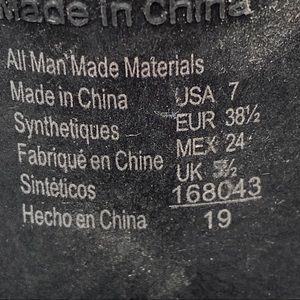 Made in China
All Man Made Materials
Made in China USA 7
Synthetiques EUR 38½
Fabriqué en Chine MEX 24
Sintéticos UK
Hecho en China 168043
19